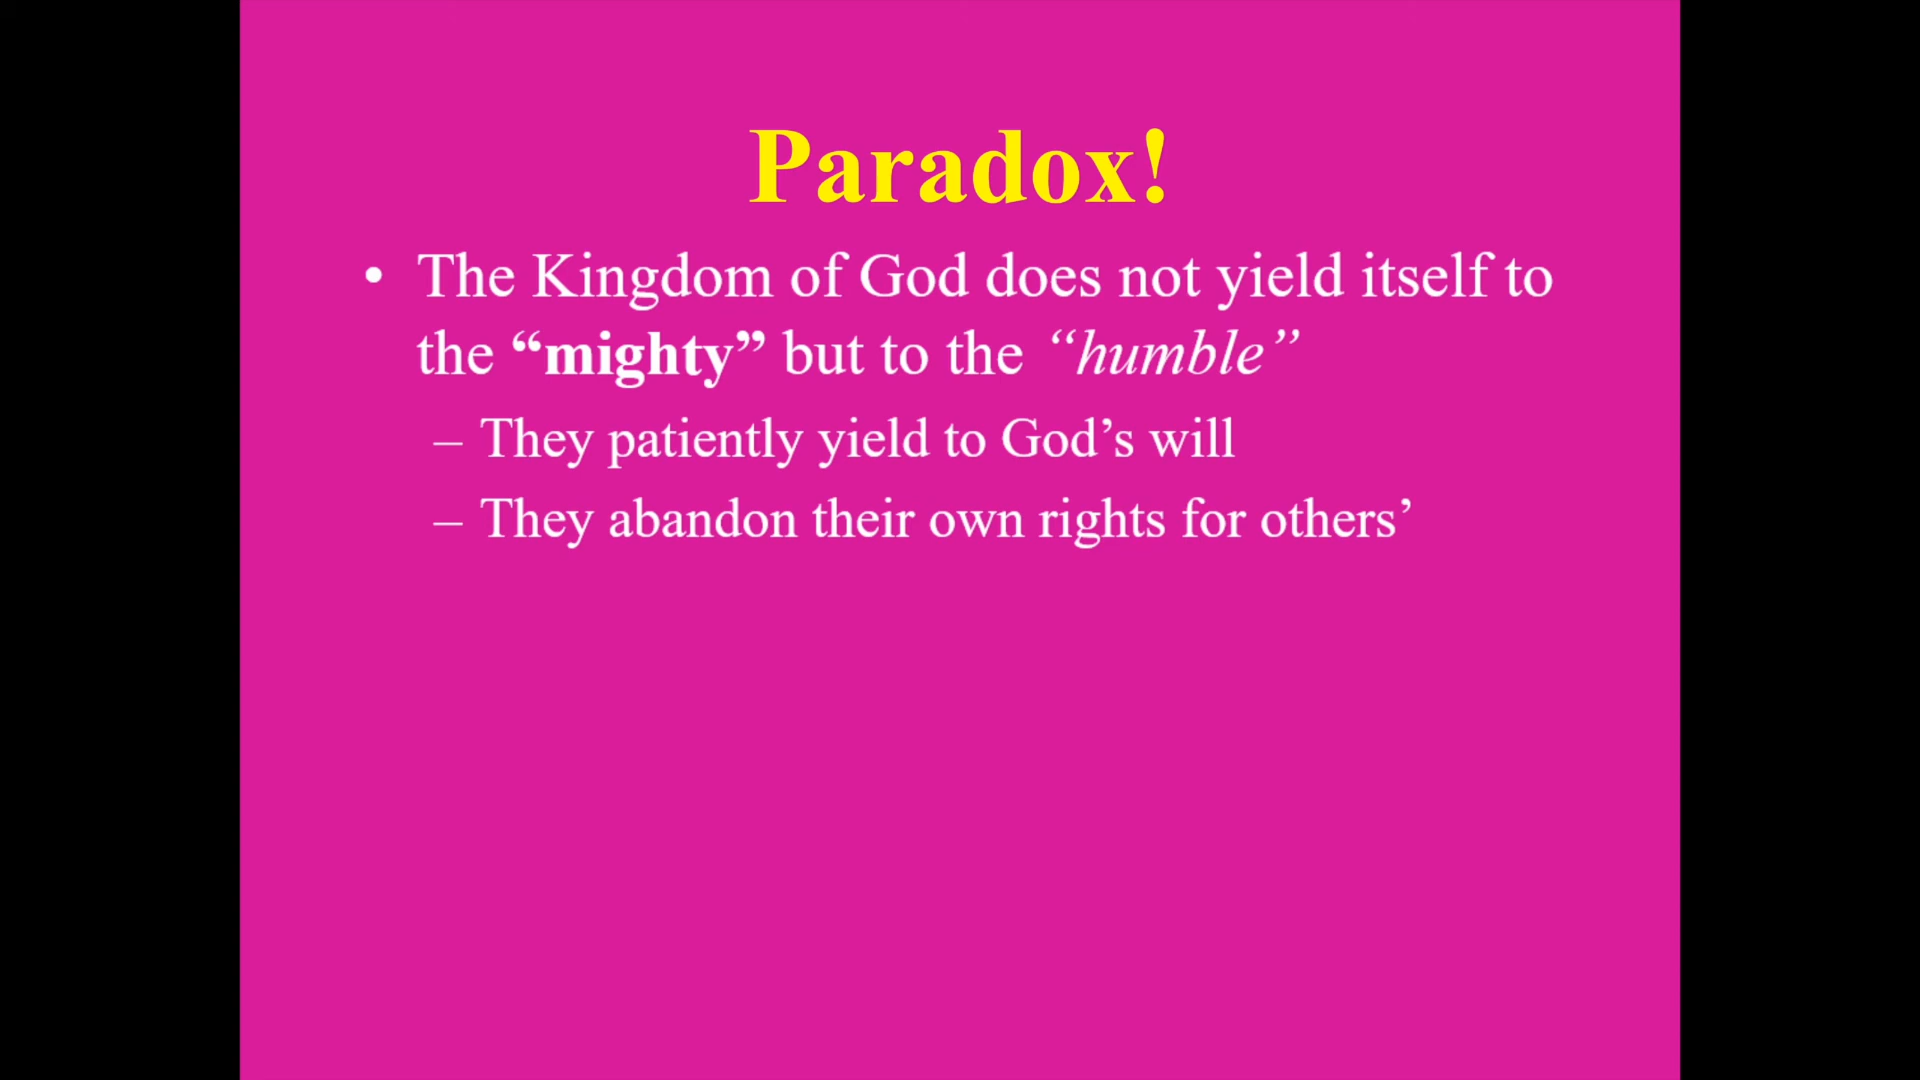 Paradox!
• The Kingdom of God does not yield itself to
the “mighty” but to the “humble”
– They patiently yield to God’s will
– They abandon their own rights for others’